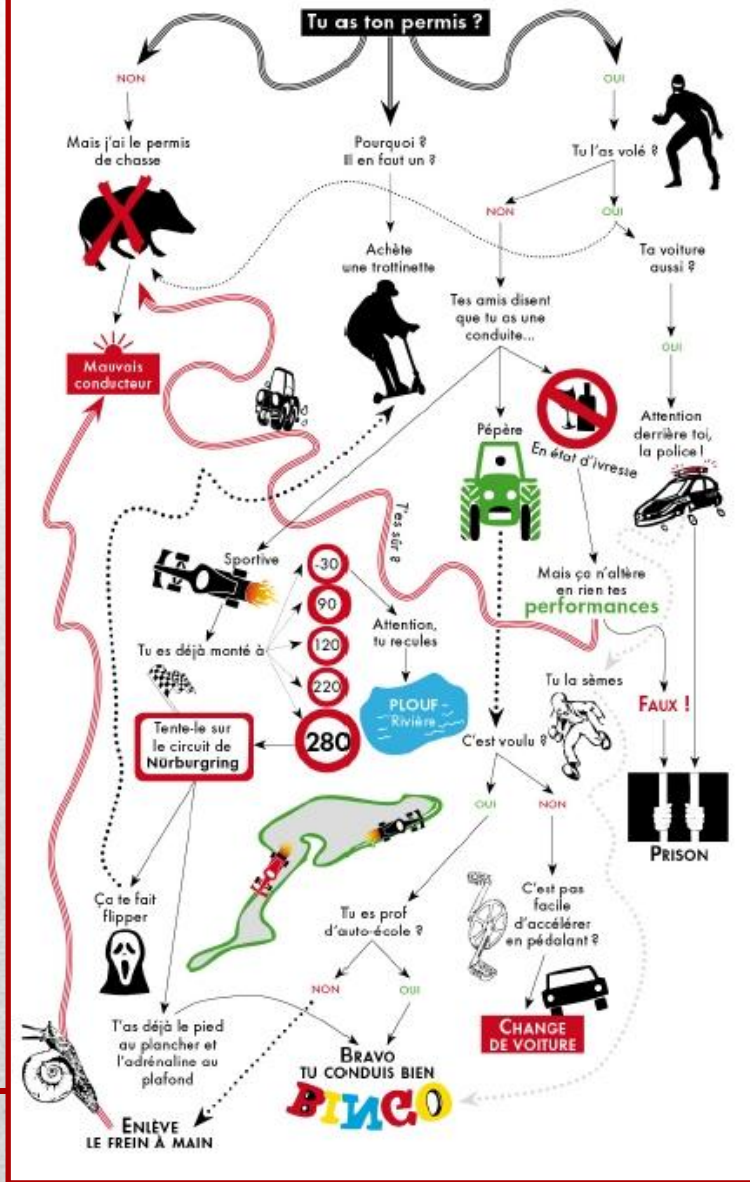 Tu as ton permis ?
NON
OUI
Mais j'ai le permis
de chasse
Pourquoi ?
Il en faut un ?
Tu l'as volé ?
NON
OUI
Achète
une trottinette
Ta voiture
aussi ?
Tes amis disent
que tu as une
conduite...
OUI
Mauvais
conducteur
Pépère
En état d'ivresse
Attention
derrière toi,
la police !
T'es sûr ?
Sportive
-30
90
120
220
280
Tu es déjà monté à
Attention,
tu recules
PLOUF -
Rivière
Mais ça n'altère
en rien tes
performances
Tu la sèmes
FAUX !
Tente-le sur
le circuit de
Nürburgring
C'est voulu ?
OUI
NON
PRISON
Ça te fait
flipper
Tu es prof
d'auto-école ?
C'est pas
facile
d'accélérer
en pédalant ?
NON
OUI
T'as déjà le pied
au plancher et
l'adrénaline au
plafond
CHANGE
DE VOITURE
BRAVO
TU CONDUIS BIEN
BINGO
ENLÈVE
LE FREIN À MAIN